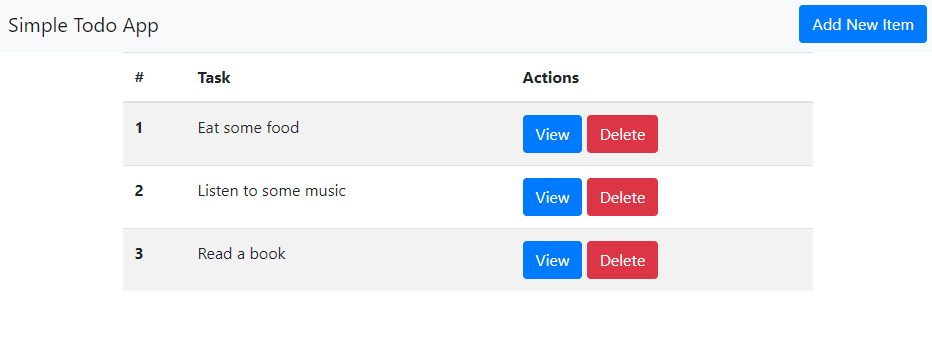 Simple Todo App Add New Item
# Task Actions
1 Eat some food View Delete
2 Listen to some music View Delete
3 Read a book View Delete